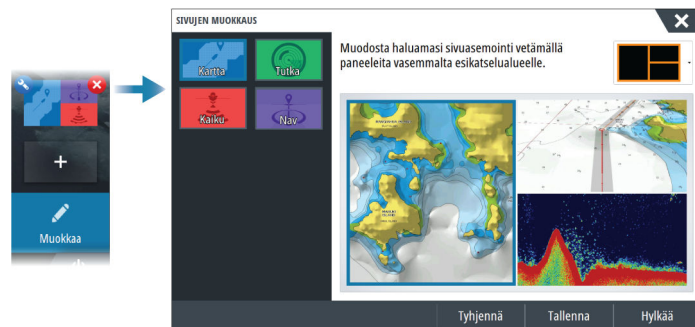 SIVUJEN MUOKKAUS
X
Kartta
Tutka
Kaiku
Nav
Muodosta haluamasi sivuasemointi vetämällä
paneeleita vasemmalta esikatselualueelle.
+
Muokkaa
Tyhjennä
Tallenna
Hylkää